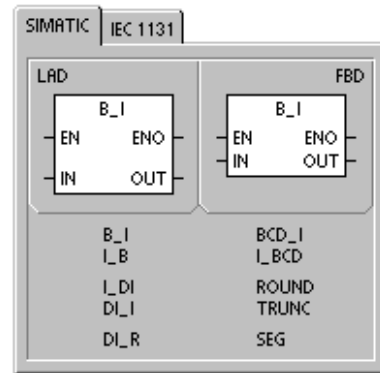 SIMATIC IEC 1131
LAD FBD
B_I B_I
EN ENO EN ENO
IN OUT IN OUT
B_I BCD_I
I_B I_BCD
I_DI ROUND
DI_I TRUNC
DI_R SEG